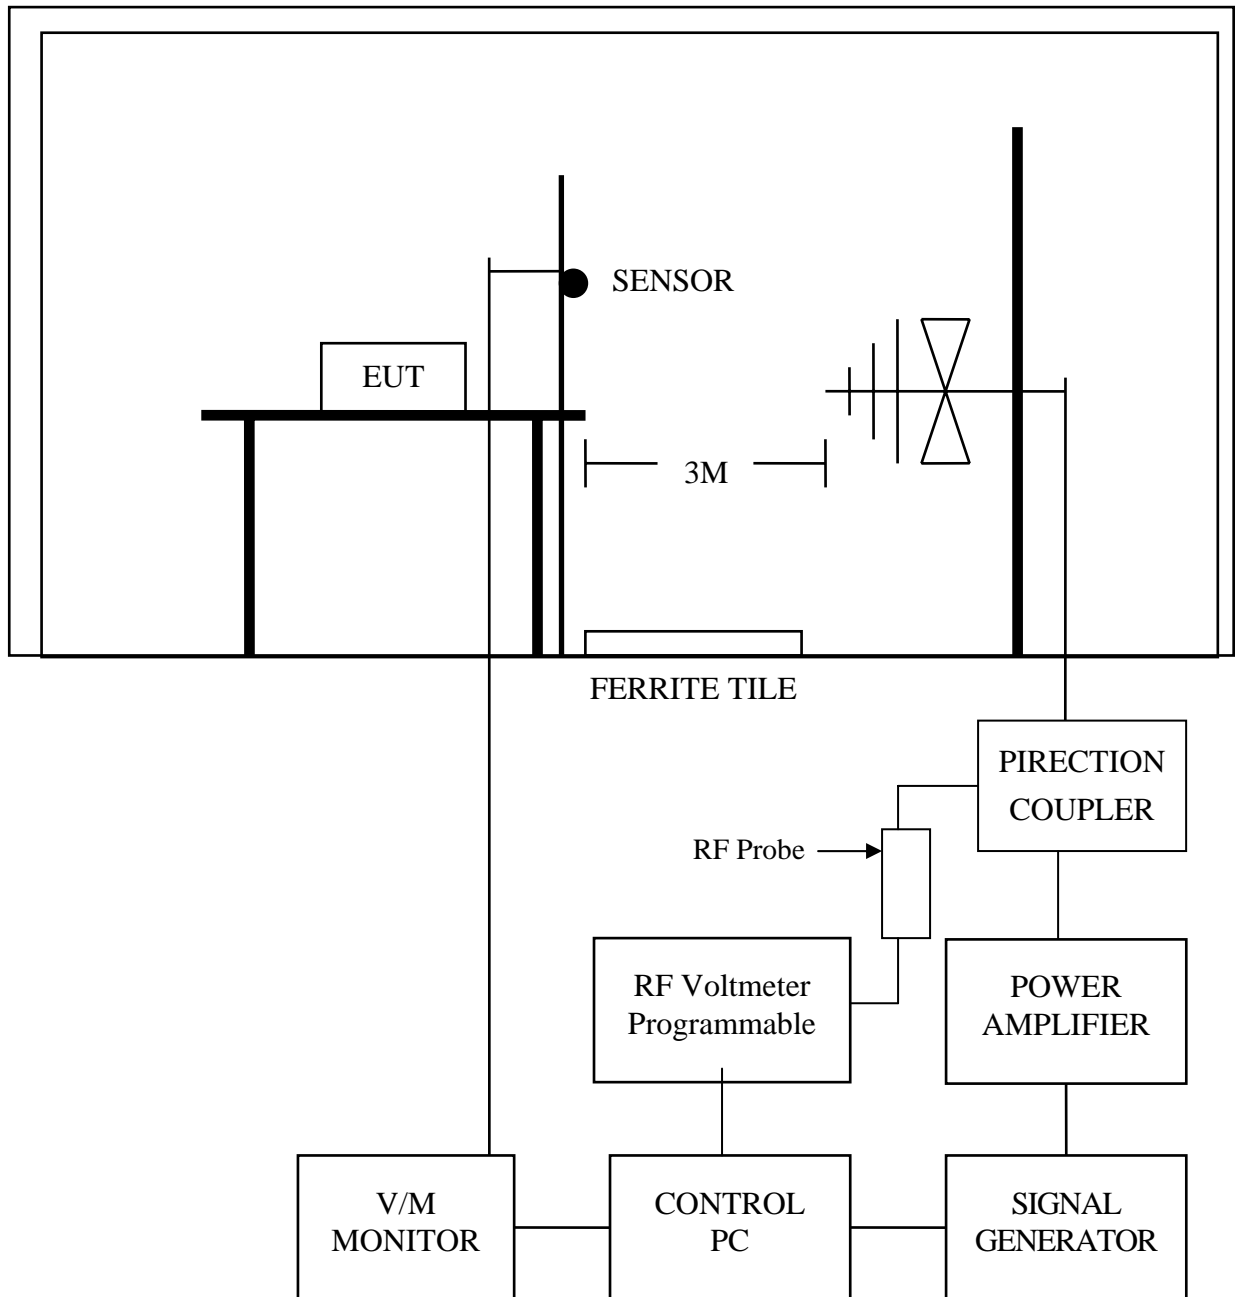 SENSOR
EUT
3M
FERRITE TILE
PIRECTION
COUPLER
RF Probe
RF Voltmeter
Programmable
POWER
AMPLIFIER
V/M
MONITOR
CONTROL
PC
SIGNAL
GENERATOR